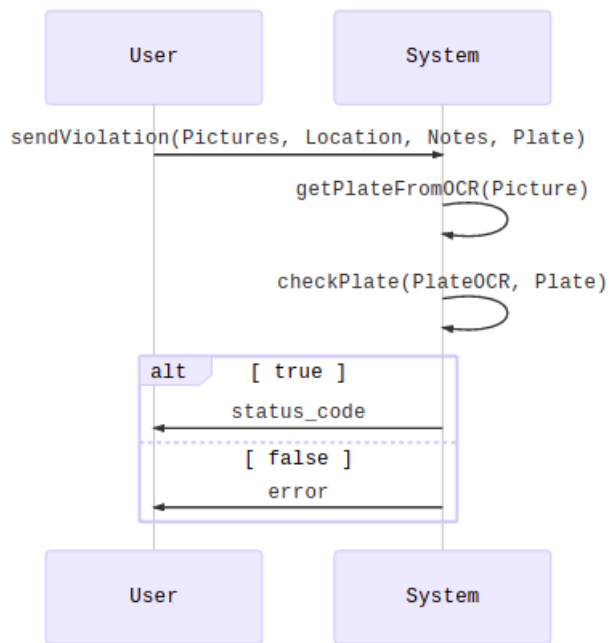 User
System
sendViolation(Pictures, Location, Notes, Plate)
getPlateFromOCR(Picture)
checkPlate(PlateOCR, Plate)
alt
[ true ]
status_code
[ false ]
error
User
System